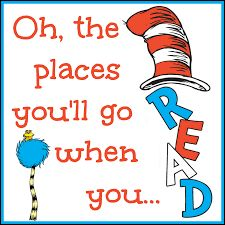 Oh, the
places
you'll go
when
you...
READ